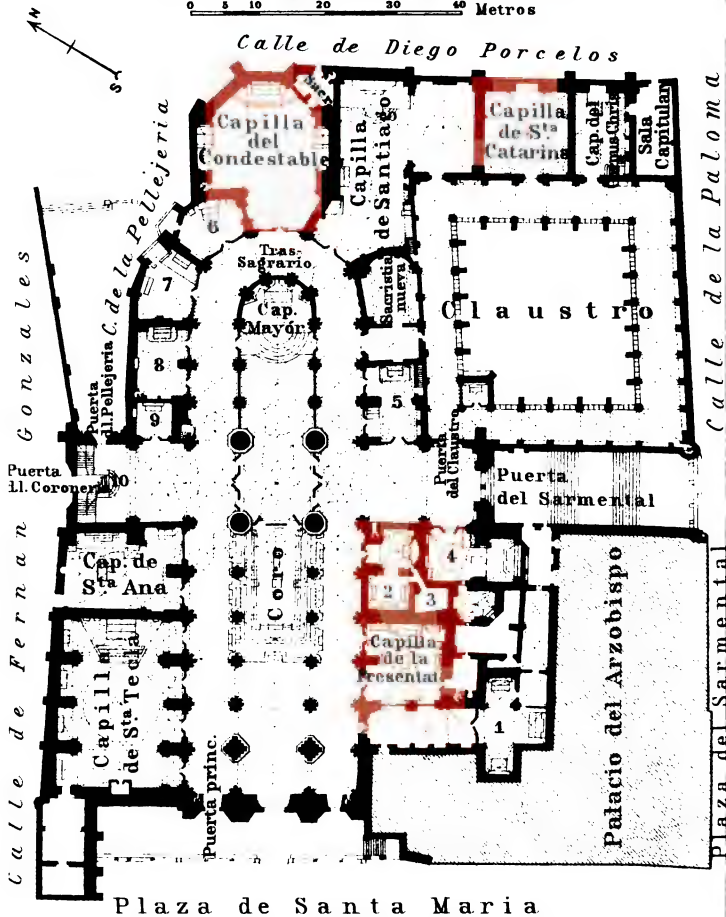 0 5 10 20 30 40 Metros
N
S
Calle de Diego Porcelos
Capilla
del
Condestable
Sacr.
Capilla
de Santiago
Capilla
de Sta
Catarina
Cap. del
Corpus Christi
Sala
Capitular
Calle de la Paloma
C. de la Pellejeria
6
7
8
9
10
Tras-
Sagrario
Cap.
Mayor
Sacristia
nueva
Claustro
5
Gonzales
Puerta
d.l. Pellejeria
Puerta
d.l. Coroneria
Puerta
del Claustro
Puerta
del Sarmental
Cap. de
Sta Ana
Coro
4
2
3
Capilla
de la
Presentat.
1
Capilla
de Sta Tecla
Calle de Fernan
Palacio del Arzobispo
Plaza del Sarmental
Puerta princ.
Plaza de Santa Maria